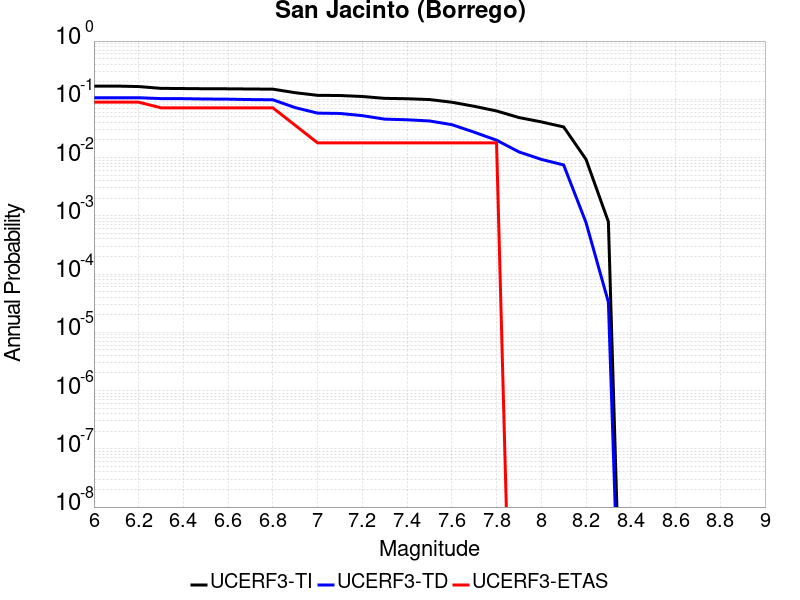 San Jacinto (Borrego)
10^0
10^-1
10^-2
10^-3
10^-4
10^-5
10^-6
10^-7
10^-8
Annual Probability
6 6.2 6.4 6.6 6.8 7 7.2 7.4 7.6 7.8 8 8.2 8.4 8.6 8.8 9
Magnitude
UCERF3-TI UCERF3-TD UCERF3-ETAS